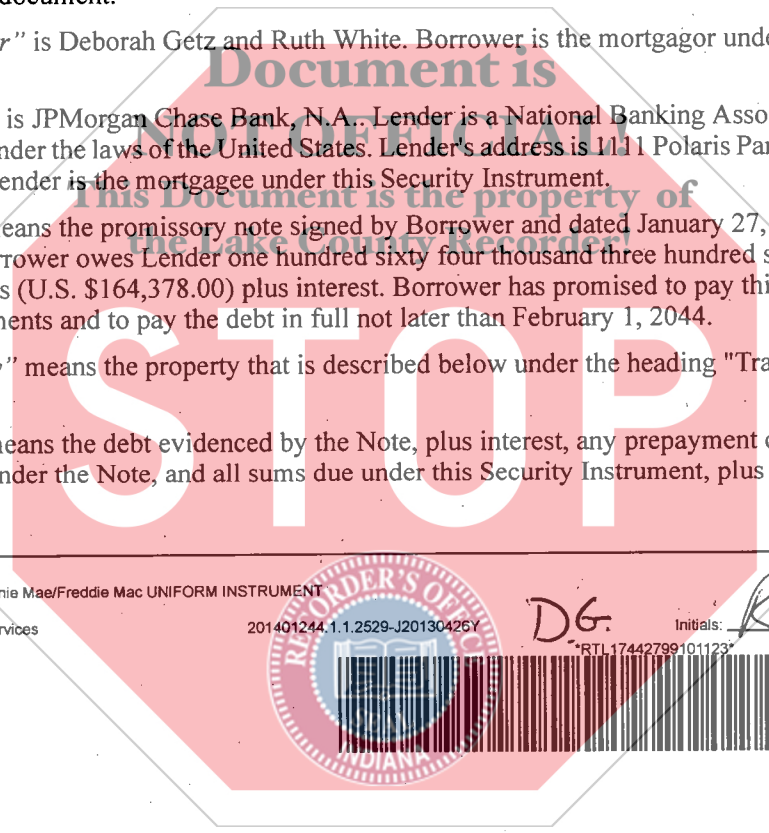 document.
r" is Deborah Getz and Ruth White. Borrower is the mortgagor und
Document is
is JPMorgan Chase Bank, N.A.. Lender is a National Banking Asso
NOT OFFICIAL!
nder the laws of the United States. Lender's address is 1111 Polaris Par
ender is the mortgagee under this Security Instrument.
This Document is the property of
eans the promissory note signed by Borrower and dated January 27,
the Lake County Recorder!
rrower owes Lender one hundred sixty four thousand three hundred s
s (U.S. $164,378.00) plus interest. Borrower has promised to pay thi
nents and to pay the debt in full not later than February 1, 2044.
" means the property that is described below under the heading "Tra
STOP
neans the debt evidenced by the Note, plus interest, any prepayment
nder the Note, and all sums due under this Security Instrument, plus
nie Mae/Freddie Mac UNIFORM INSTRUMENT
rvices
201401244.1.1.2529-J20130426Y
DG.
Initials:
*RTL17442799101123*
RECORDER'S OFFICE
SEAL
INDIANA